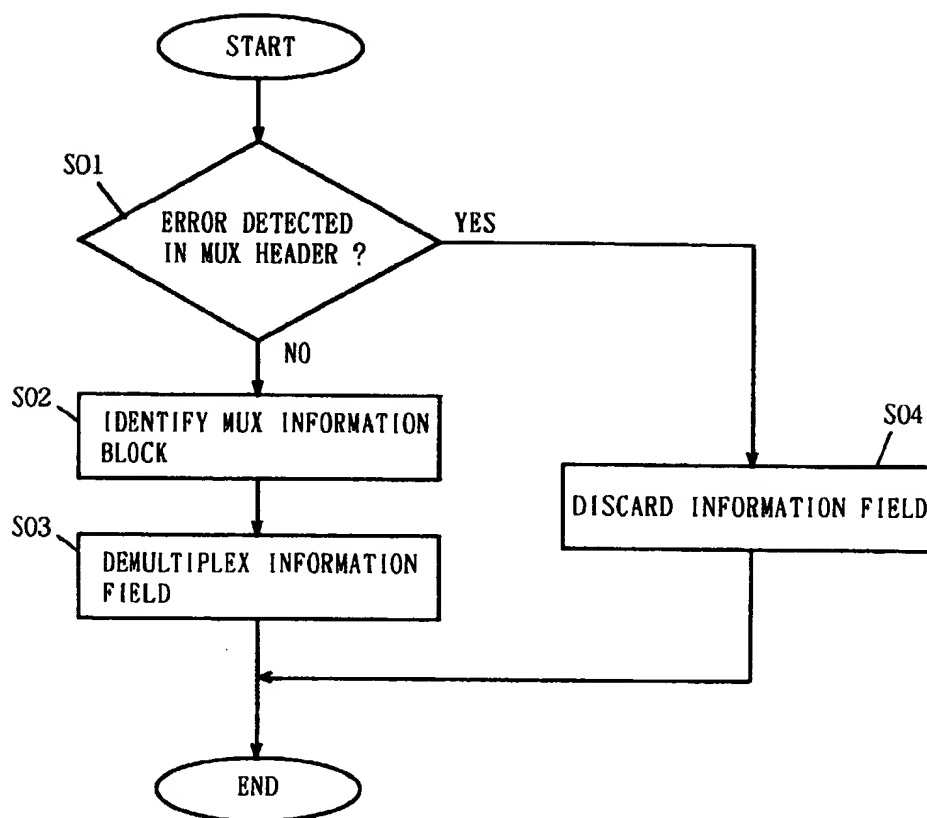 START
S01
ERROR DETECTED
IN MUX HEADER ?
YES
NO
S02
IDENTIFY MUX INFORMATION
BLOCK
S04
DISCARD INFORMATION FIELD
S03
DEMULTIPLEX INFORMATION
FIELD
END